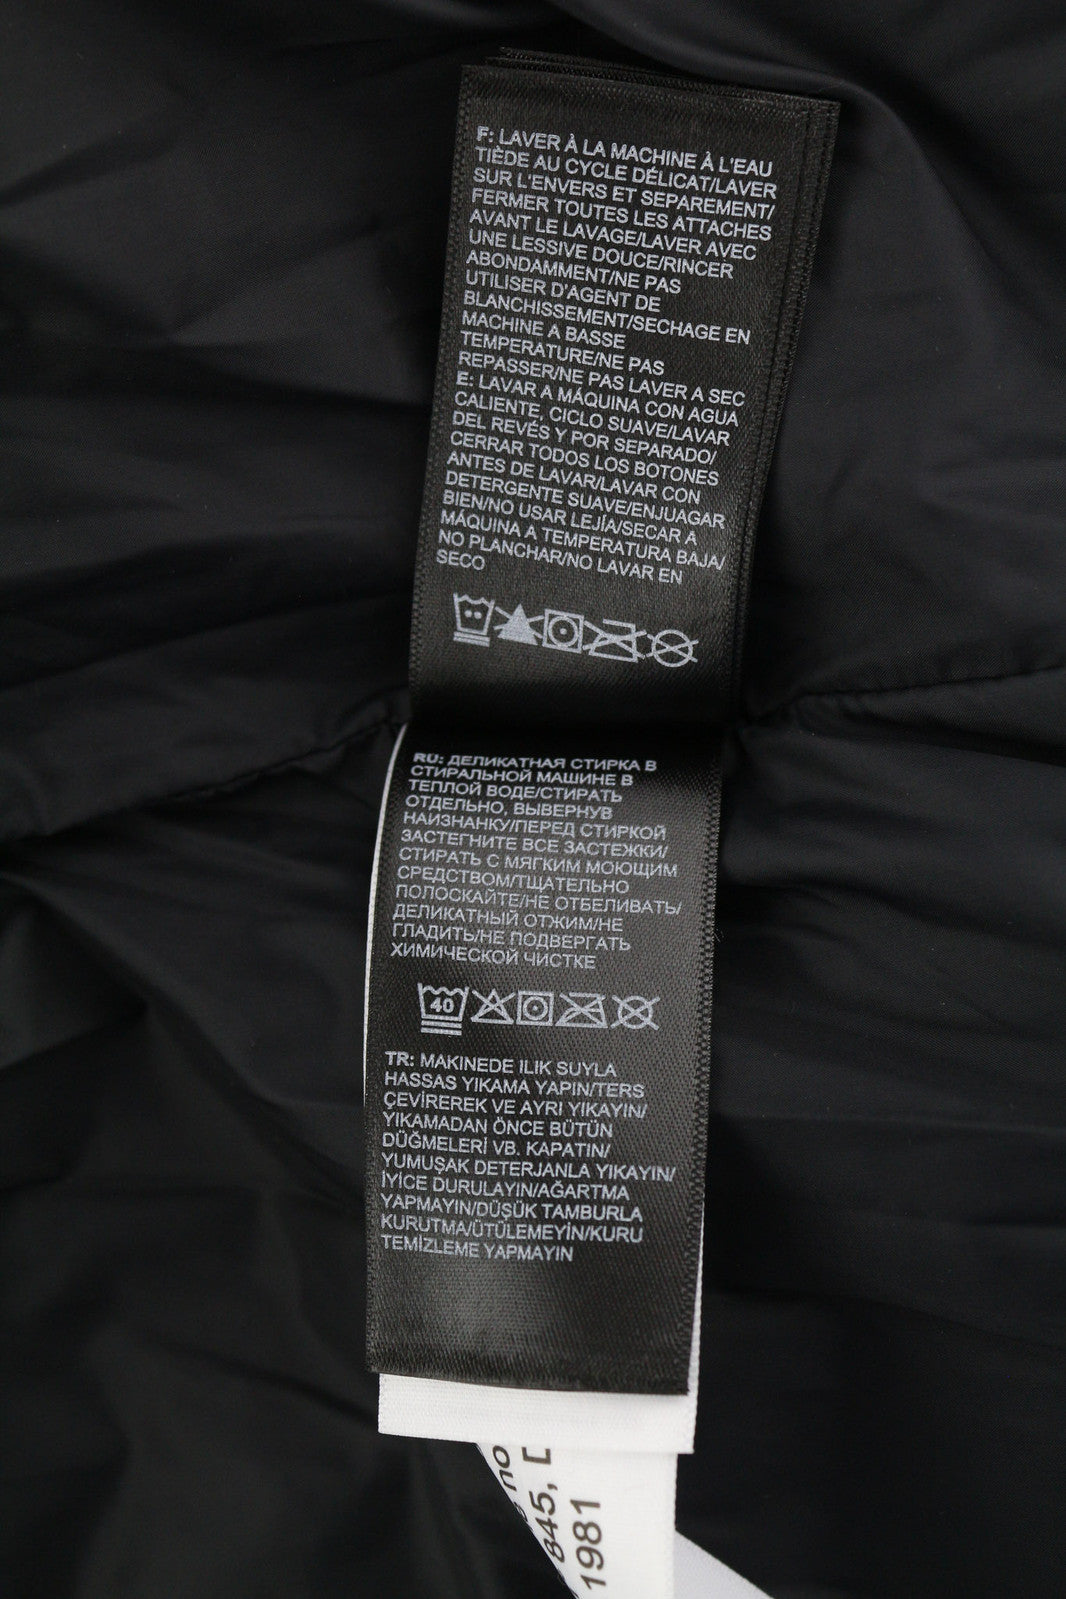 F: LAVER À LA MACHINE À L'EAU
TIÈDE AU CYCLE DÉLICAT/LAVER
SUR L'ENVERS ET SEPAREMENT/
FERMER TOUTES LES ATTACHES
AVANT LE LAVAGE/LAVER AVEC
UNE LESSIVE DOUCE/RINCER
ABONDAMMENT/NE PAS
UTILISER D'AGENT DE
BLANCHISSEMENT/SECHAGE EN
MACHINE A BASSE
TEMPERATURE/NE PAS
REPASSER/NE PAS LAVER A SEC
E: LAVAR A MÁQUINA CON AGUA
CALIENTE, CICLO SUAVE/LAVAR
DEL REVÉS Y POR SEPARADO/
CERRAR TODOS LOS BOTONES
ANTES DE LAVAR/LAVAR CON
DETERGENTE SUAVE/ENJUAGAR
BIEN/NO USAR LEJÍA/SECAR A
MÁQUINA A TEMPERATURA BAJA/
NO PLANCHAR/NO LAVAR EN
SECO
RU: ДЕЛИКАТНАЯ СТИРКА В
СТИРАЛЬНОЙ МАШИНЕ В
ТЕПЛОЙ ВОДЕ/СТИРАТЬ
ОТДЕЛЬНО, ВЫВЕРНУВ
НАИЗНАНКУ/ПЕРЕД СТИРКОЙ
ЗАСТЕГНИТЕ ВСЕ ЗАСТЕЖКИ/
СТИРАТЬ С МЯГКИМ МОЮЩИМ
СРЕДСТВОМ/ТЩАТЕЛЬНО
ПОЛОСКАЙТЕ/НЕ ОТБЕЛИВАТЬ/
ДЕЛИКАТНЫЙ ОТЖИМ/НЕ
ГЛАДИТЬ/НЕ ПОДВЕРГАТЬ
ХИМИЧЕСКОЙ ЧИСТКЕ
40
TR: MAKINEDE ILIK SUYLA
HASSAS YIKAMA YAPIN/TERS
ÇEVİREREK VE AYRI YIKAYIN/
YIKAMADAN ÖNCE BÜTÜN
DÜĞMELERİ VB. KAPATIN/
YUMUŞAK DETERJANLA YIKAYIN/
İYİCE DURULAYIN/AĞARTMA
YAPMAYIN/DÜŞÜK TAMBURLA
KURUTMA/ÜTÜLEMEYİN/KURU
TEMİZLEME YAPMAYIN
no
845,
1981